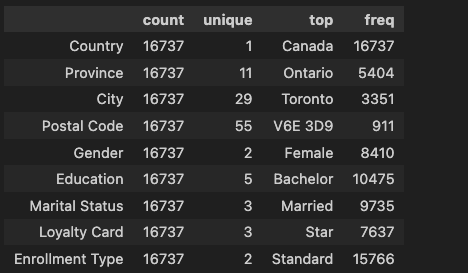 count unique top freq
Country 16737 1 Canada 16737
Province 16737 11 Ontario 5404
City 16737 29 Toronto 3351
Postal Code 16737 55 V6E 3D9 911
Gender 16737 2 Female 8410
Education 16737 5 Bachelor 10475
Marital Status 16737 3 Married 9735
Loyalty Card 16737 3 Star 7637
Enrollment Type 16737 2 Standard 15766